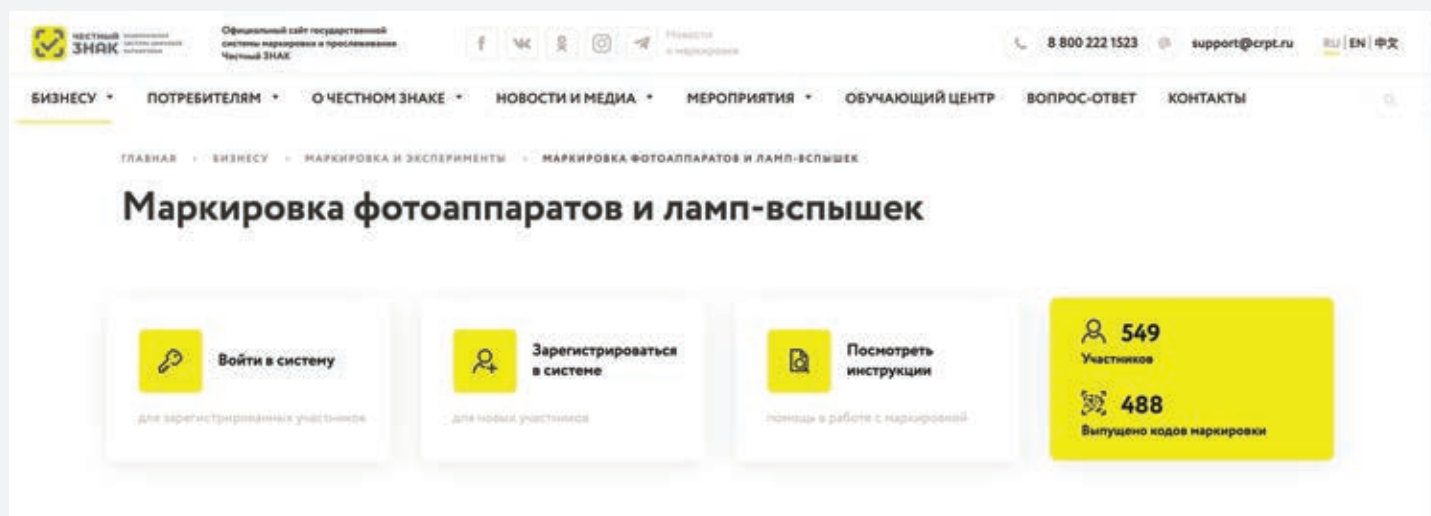 честный
ЗНАК
Официальный сайт государственной
системы маркировки и прослеживания
Честный ЗНАК
Новости
о маркировке
8 800 222 1523
support@crpt.ru
RU | EN | 中文
БИЗНЕСУ
ПОТРЕБИТЕЛЯМ
О ЧЕСТНОМ ЗНАКЕ
НОВОСТИ И МЕДИА
МЕРОПРИЯТИЯ
ОБУЧАЮЩИЙ ЦЕНТР
ВОПРОС-ОТВЕТ
КОНТАКТЫ
ГЛАВНАЯ
БИЗНЕСУ
МАРКИРОВКА И ЭКСПЕРИМЕНТЫ
МАРКИРОВКА ФОТОАППАРАТОВ И ЛАМП-ВСПЫШЕК
Маркировка фотоаппаратов и ламп-вспышек
Войти в систему
для зарегистрированных участников
Зарегистрироваться
в системе
для новых участников
Посмотреть
инструкции
помощь в работе с маркировкой
549
Участников
488
Выпущено кодов маркировки